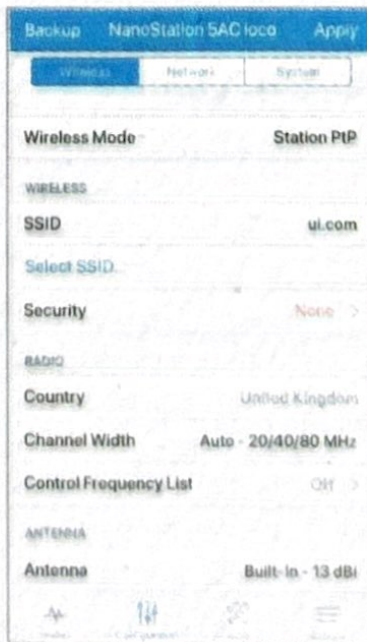 Backup NanoStation 5AC loco Apply
Wireless Network System
Wireless Mode Station PtP
WIRELESS
SSID ui.com
Select SSID
Security None >
RADIO
Country United Kingdom
Channel Width Auto - 20/40/80 MHz
Control Frequency List Off >
ANTENNA
Antenna Built-In - 13 dBi